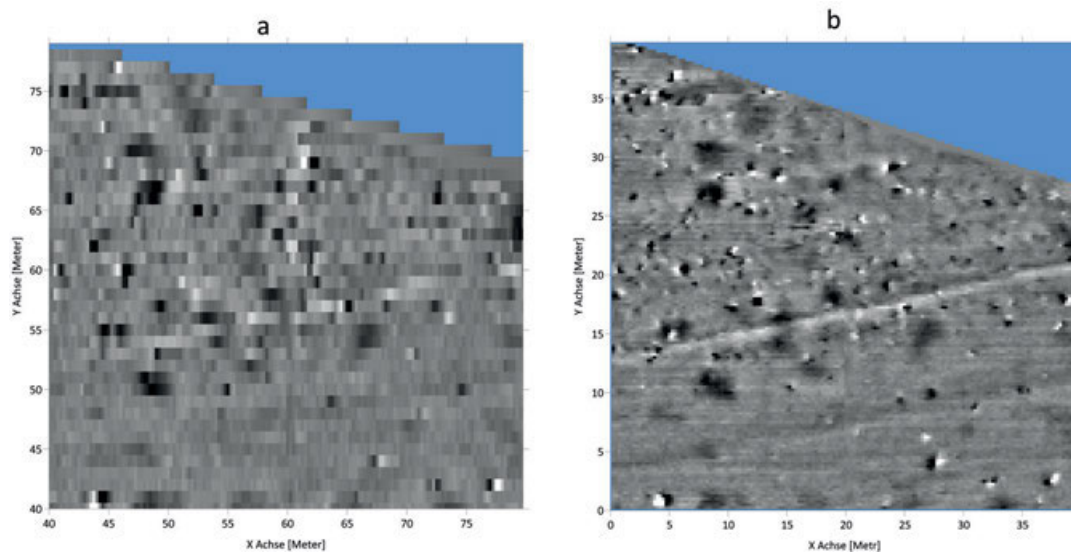 a
75
70
65
60
55
50
45
40
40 45 50 55 60 65 70 75
Y Achse [Meter]
X Achse [Meter]
b
35
30
25
20
15
10
5
0
0 5 10 15 20 25 30 35
Y Achse [Meter]
X Achse [Metr]